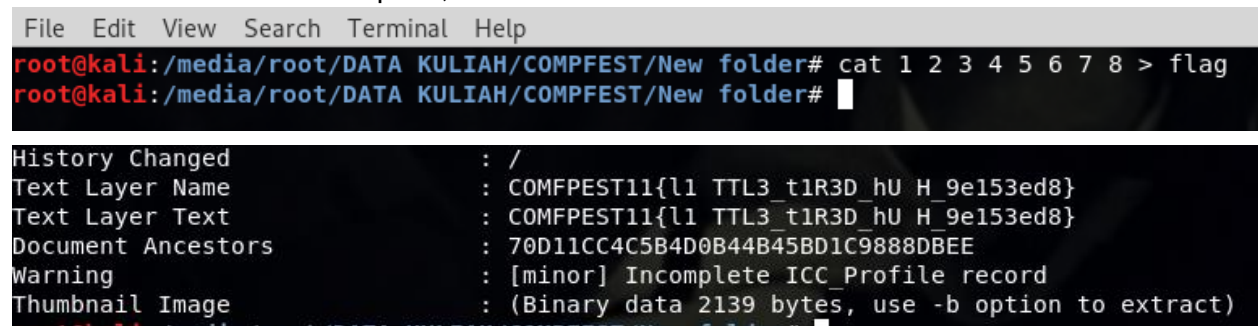 File Edit View Search Terminal Help
root@kali:/media/root/DATA KULIAH/COMPFEST/New folder# cat 1 2 3 4 5 6 7 8 > flag
root@kali:/media/root/DATA KULIAH/COMPFEST/New folder#
History Changed : /
Text Layer Name : COMFPEST11{l1 TTL3_t1R3D_hU H_9e153ed8}
Text Layer Text : COMFPEST11{l1 TTL3_t1R3D_hU H_9e153ed8}
Document Ancestors : 70D11CC4C5B4D0B44B45BD1C9888DBEE
Warning : [minor] Incomplete ICC_Profile record
Thumbnail Image : (Binary data 2139 bytes, use -b option to extract)